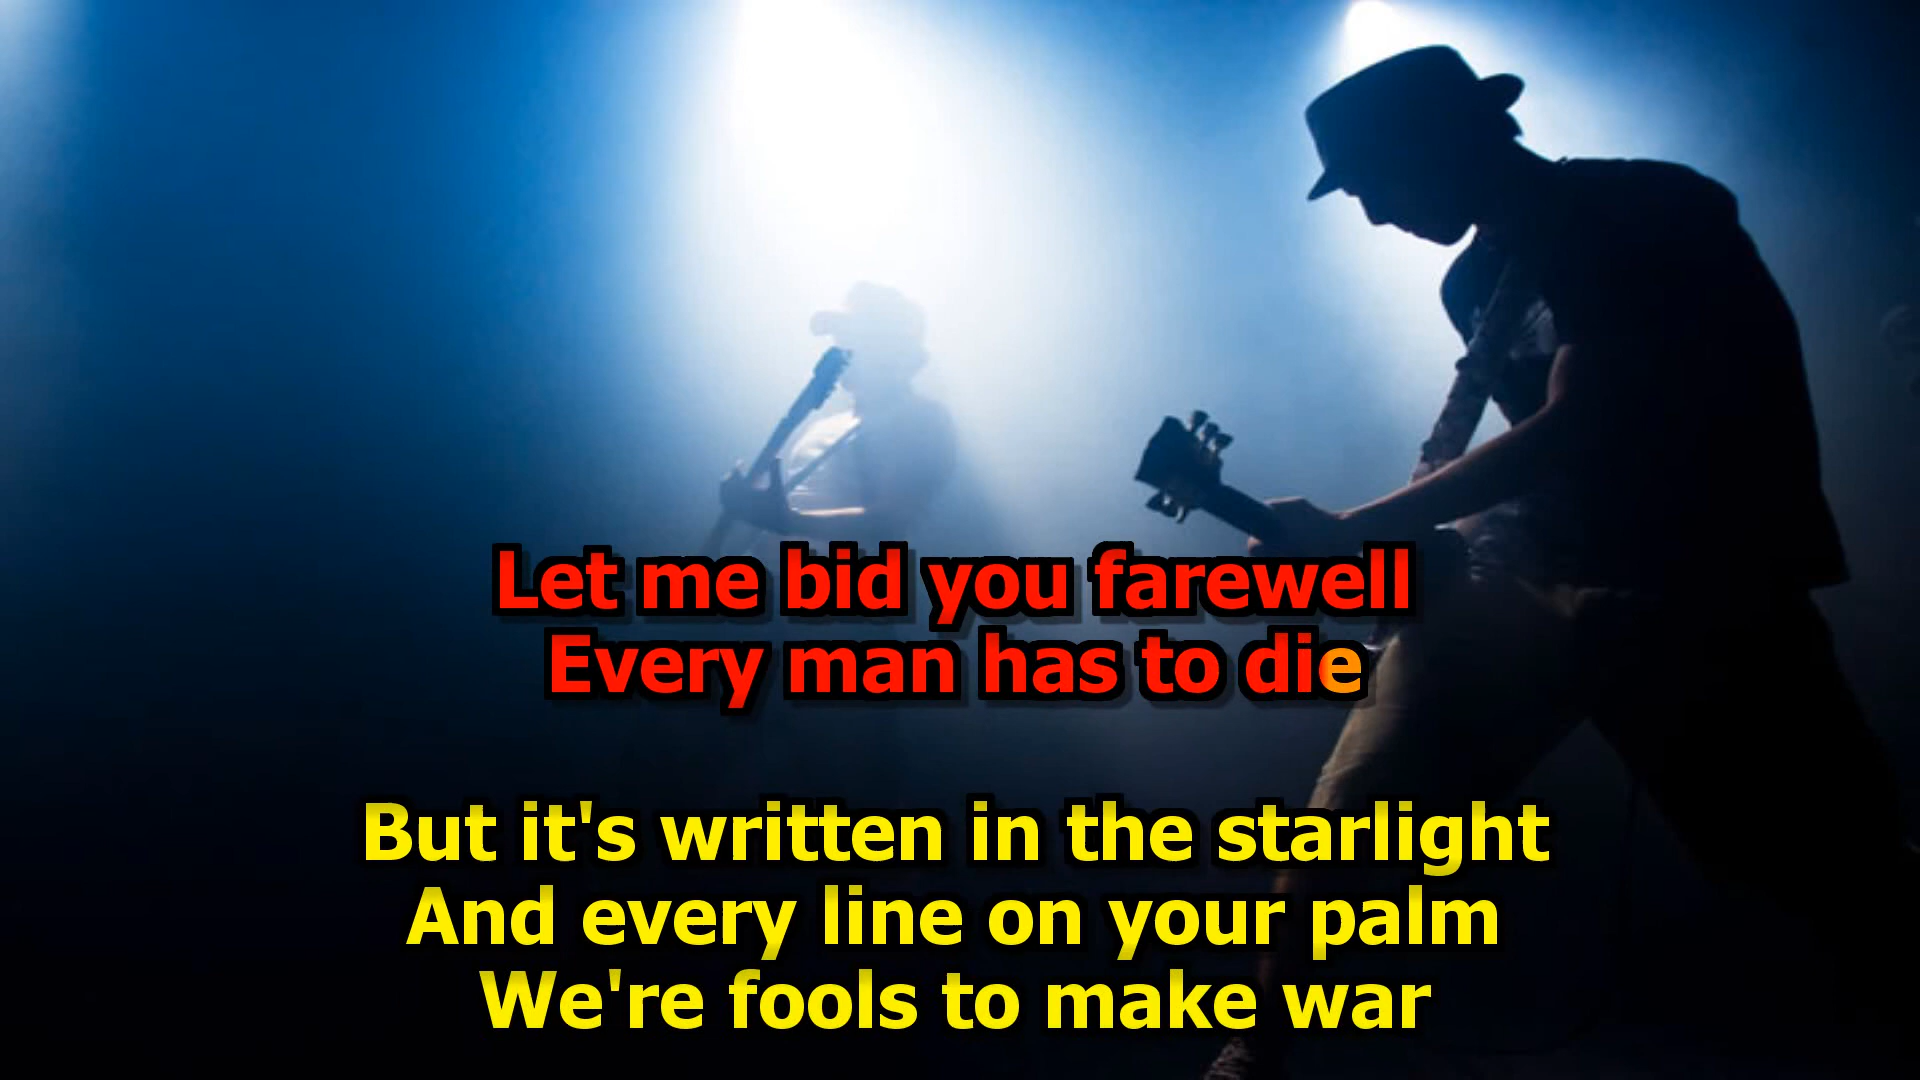 Let me bid you farewell
Every man has to die
But it's written in the starlight
And every line on your palm
We're fools to make war